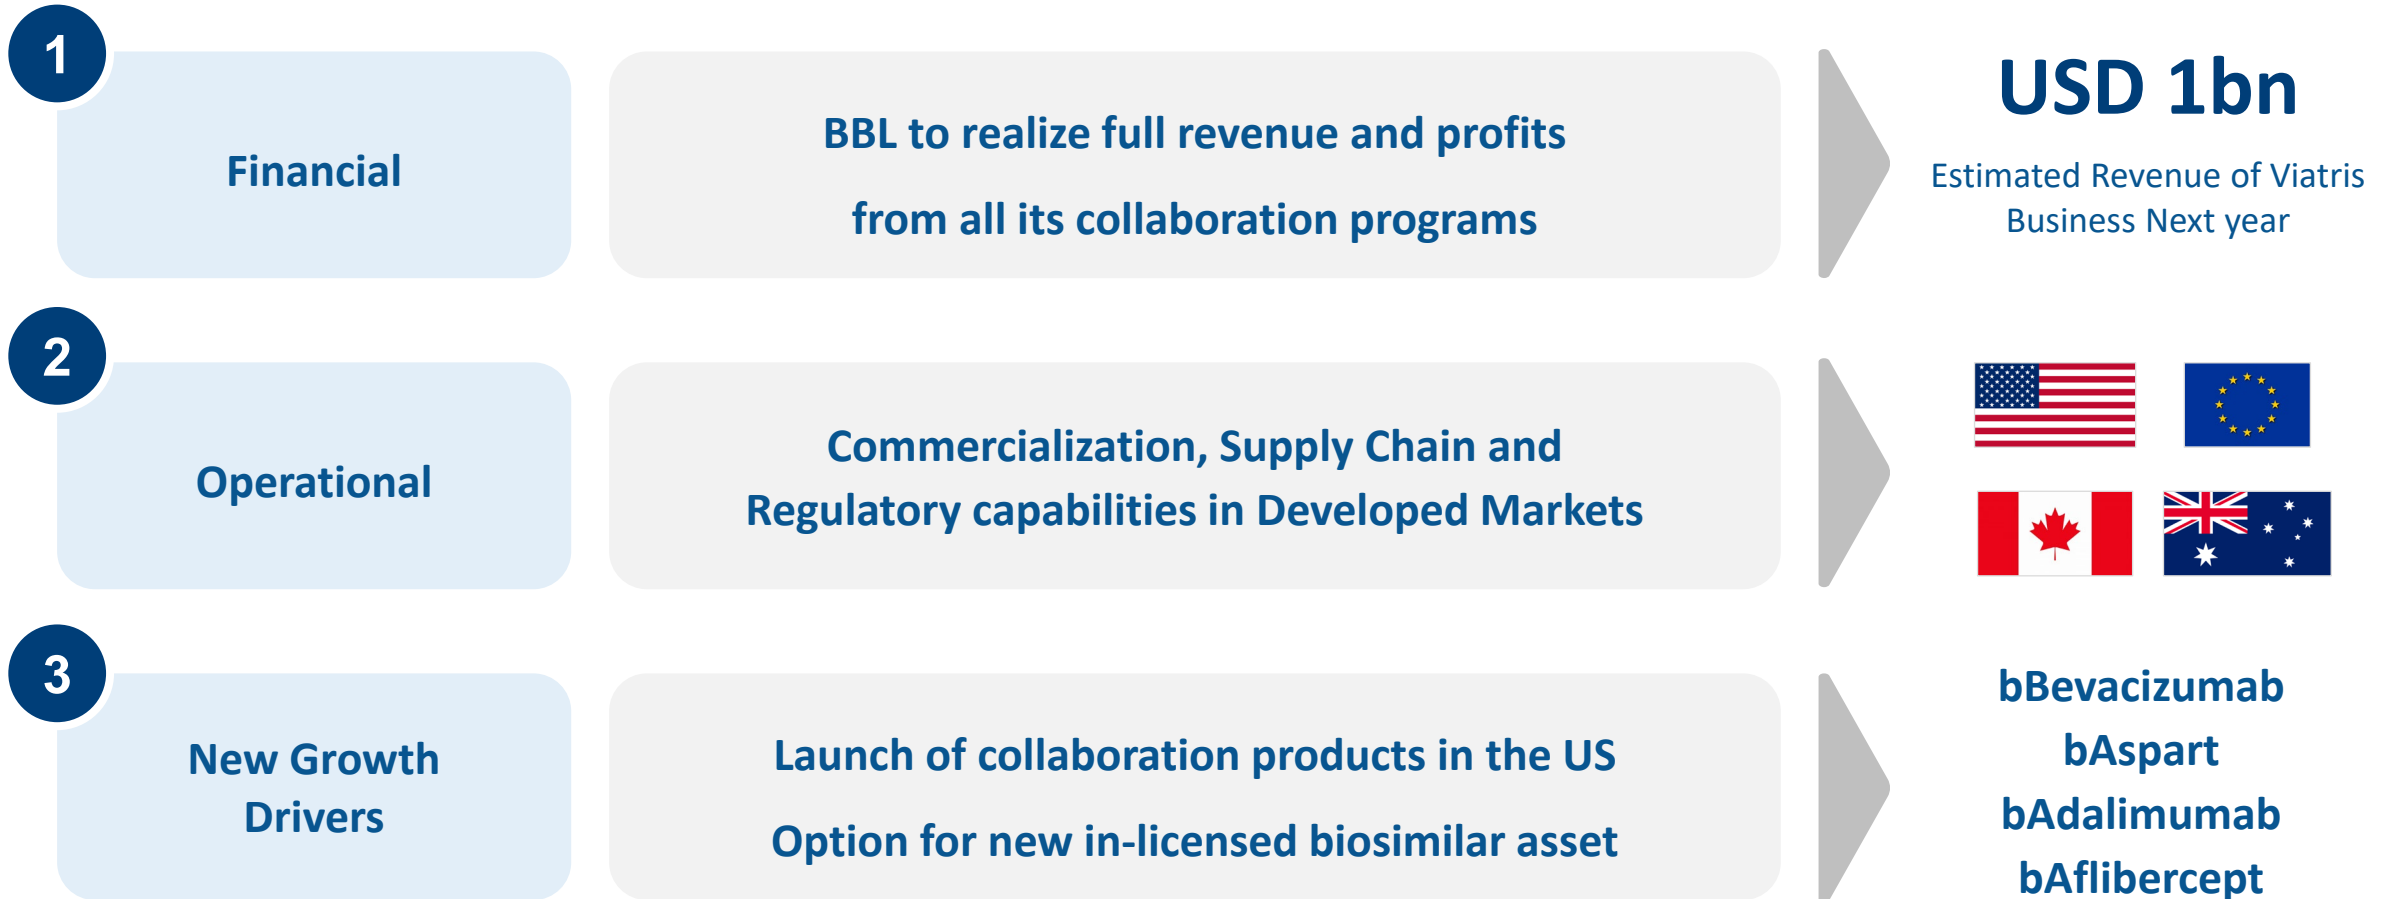 1
Financial
BBL to realize full revenue and profits
from all its collaboration programs
USD 1bn
Estimated Revenue of Viatris
Business Next year
2
Operational
Commercialization, Supply Chain and
Regulatory capabilities in Developed Markets
3
New Growth
Drivers
Launch of collaboration products in the US
Option for new in-licensed biosimilar asset
bBevacizumab
bAspart
bAdalimumab
bAflibercept